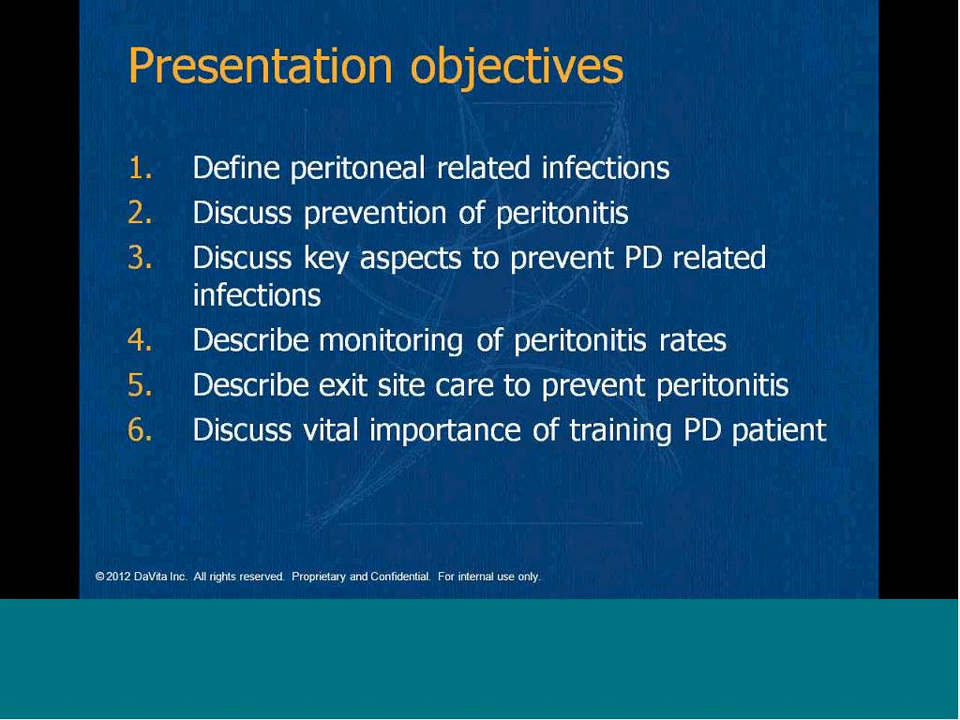 Presentation objectives
1. Define peritoneal related infections
2. Discuss prevention of peritonitis
3. Discuss key aspects to prevent PD related
infections
4. Describe monitoring of peritonitis rates
5. Describe exit site care to prevent peritonitis
6. Discuss vital importance of training PD patient
© 2012 DaVita Inc. All rights reserved. Proprietary and Confidential. For internal use only.